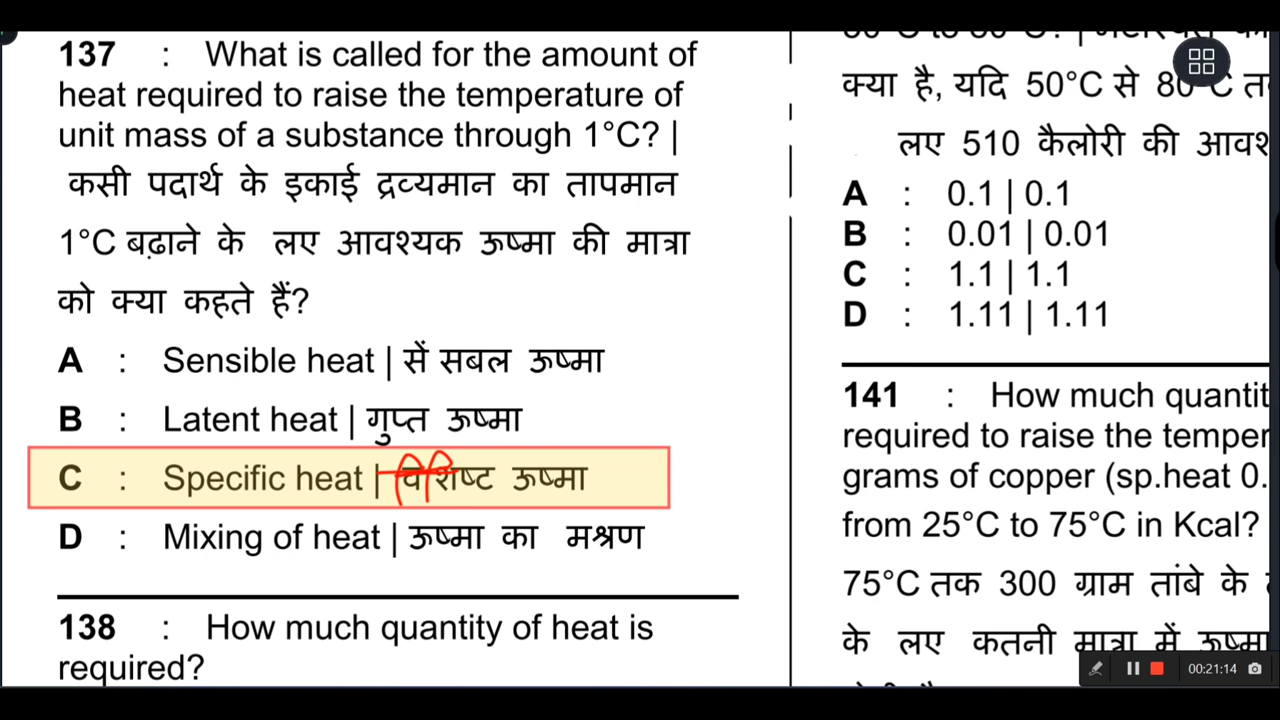 137 : What is called for the amount of
heat required to raise the temperature of
unit mass of a substance through 1°C? |
कसी पदार्थ के इकाई द्रव्यमान का तापमान
1°C बढ़ाने के लए आवश्यक ऊष्मा की मात्रा
को क्या कहते हैं?
A : Sensible heat | सें सबल ऊष्मा
B : Latent heat | गुप्त ऊष्मा
C : Specific heat | विशिष्ट ऊष्मा
D : Mixing of heat | ऊष्मा का मश्रण
138 : How much quantity of heat is
required?
क्या है, यदि 50°C से 80°C
लए 510 कैलोरी की
A : 0.1 | 0.1
B : 0.01 | 0.01
C : 1.1 | 1.1
D : 1.11 | 1.11
141 : How much
required to raise the
grams of copper (sp.heat 0.
from 25°C to 75°C in Kcal?
75°C तक 300 ग्राम तांबे के
के लए कतनी मात्रा में
00:21:14